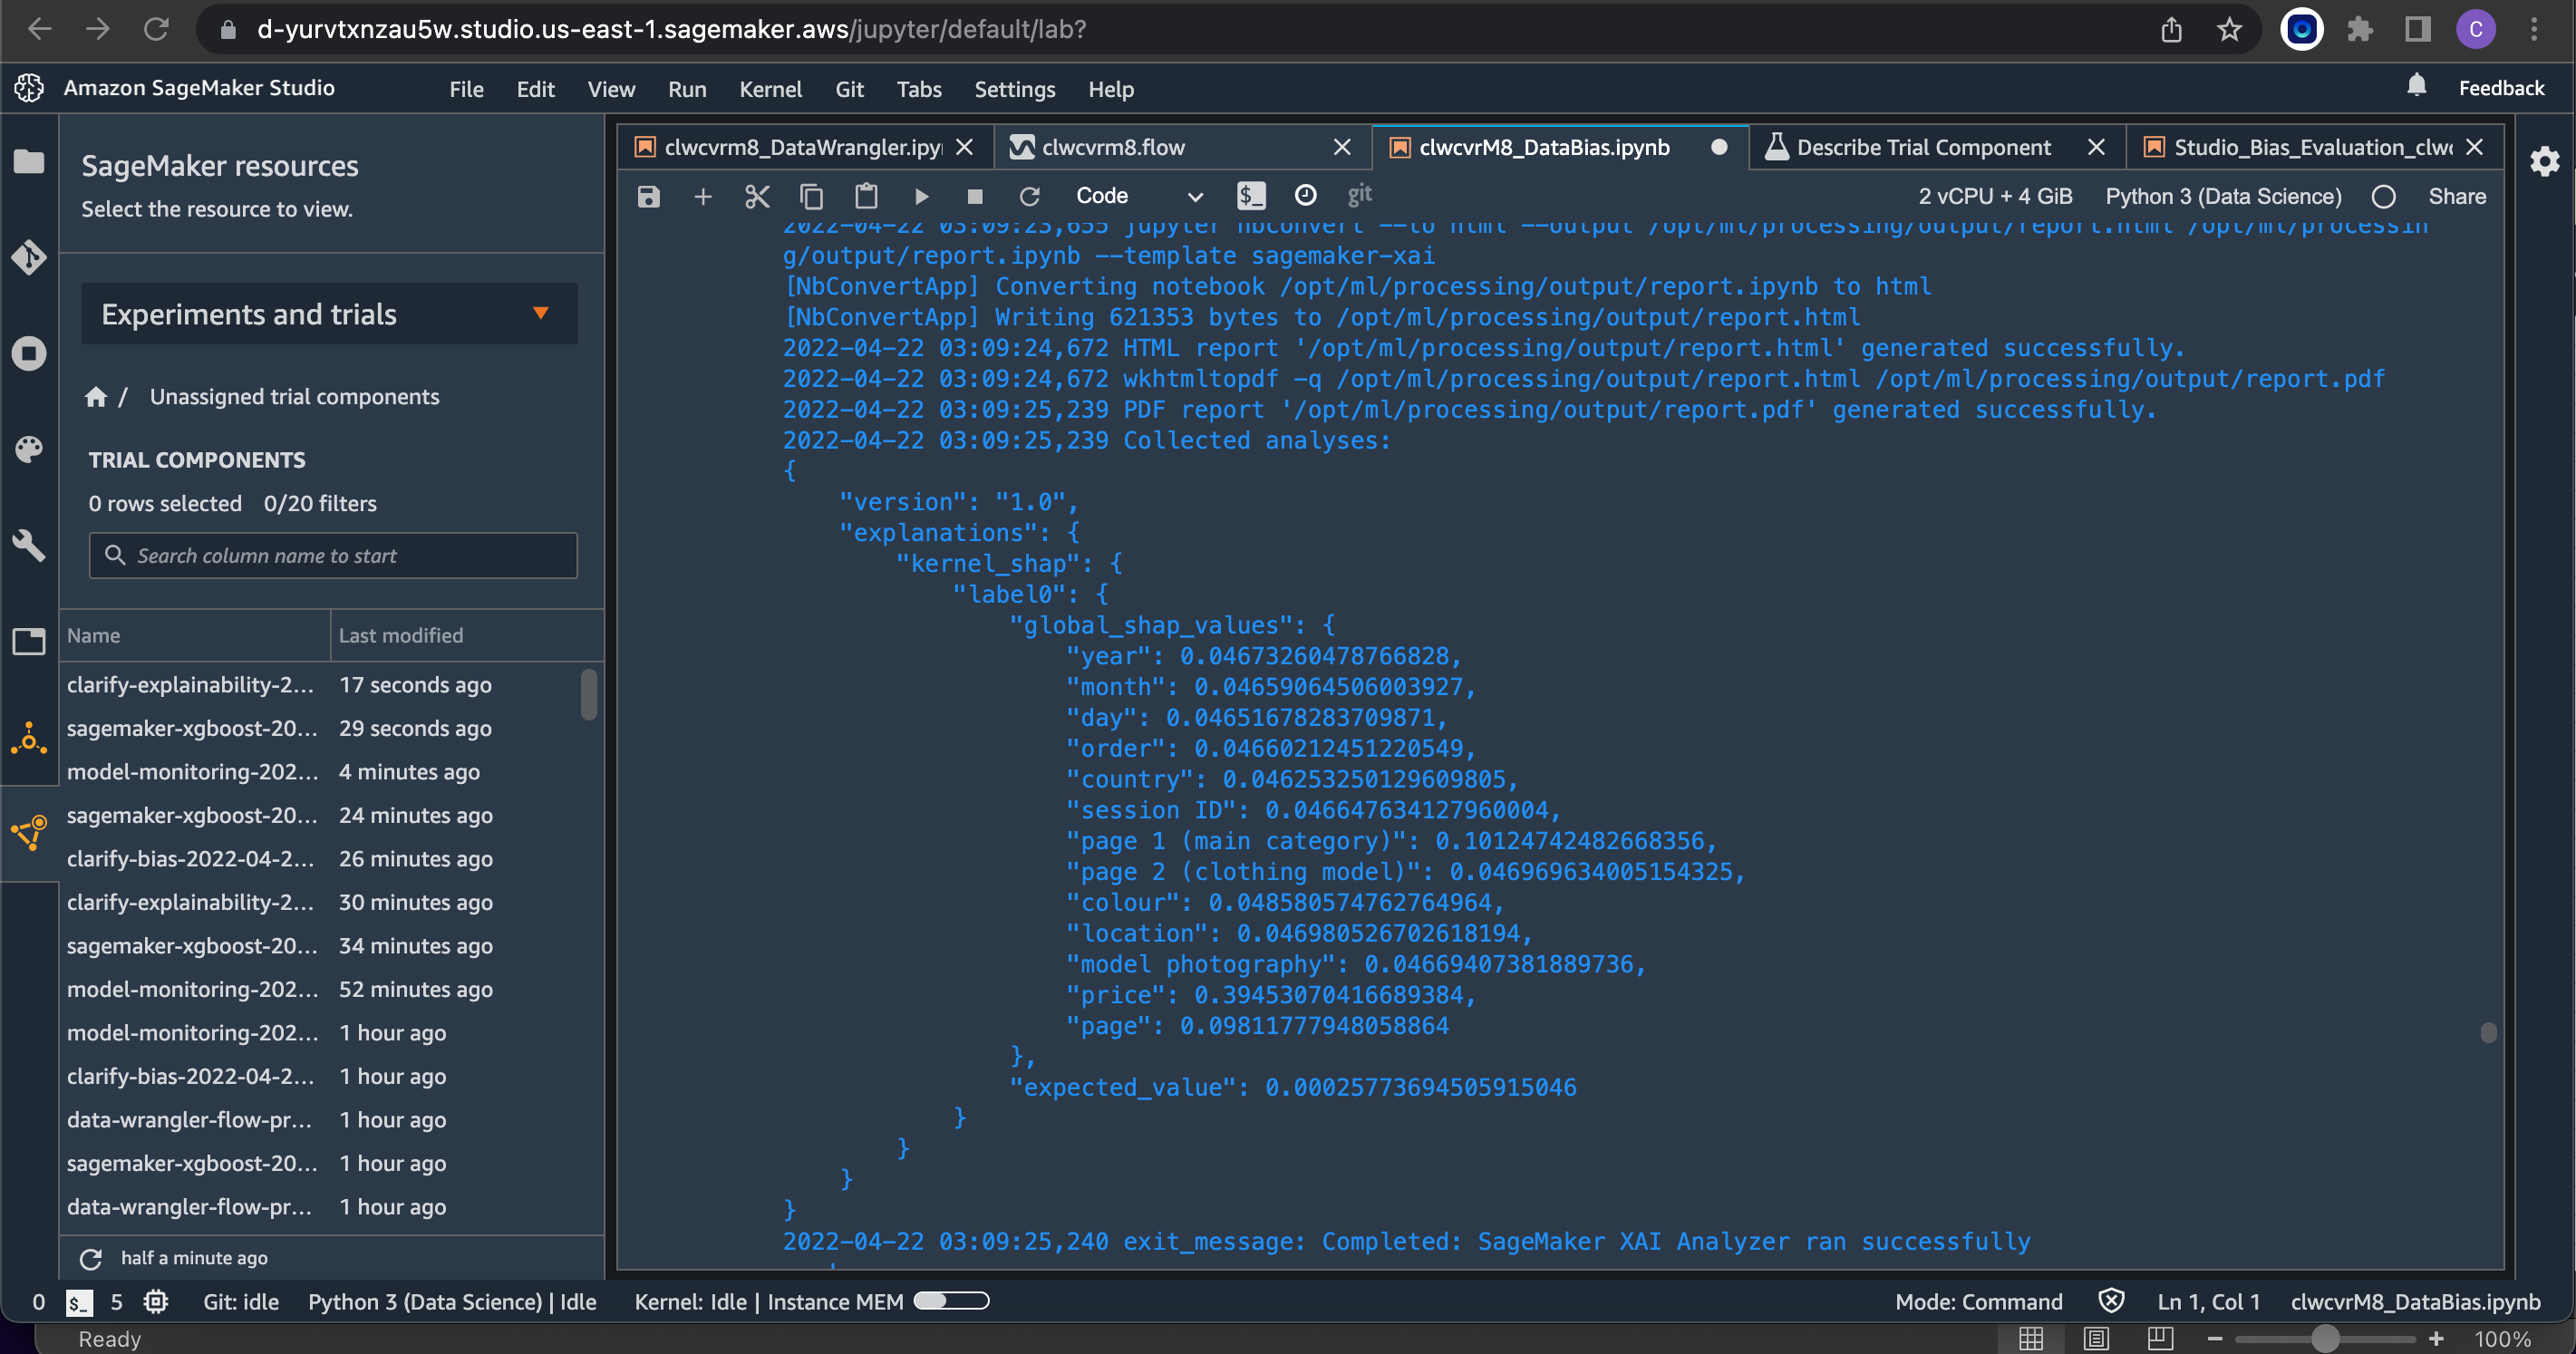 d-yurvtxnzau5w.studio.us-east-1.sagemaker.aws/jupyter/default/lab?
C
Amazon SageMaker Studio
File Edit View Run Kernel Git Tabs Settings Help
Feedback
SageMaker resources
Select the resource to view.
Experiments and trials
/ Unassigned trial components
TRIAL COMPONENTS
0 rows selected 0/20 filters
Search column name to start
Name Last modified
clarify-explainability-2... 17 seconds ago
sagemaker-xgboost-20... 29 seconds ago
model-monitoring-202... 4 minutes ago
sagemaker-xgboost-20... 24 minutes ago
clarify-bias-2022-04-2... 26 minutes ago
clarify-explainability-2... 30 minutes ago
sagemaker-xgboost-20... 34 minutes ago
model-monitoring-202... 52 minutes ago
model-monitoring-202... 1 hour ago
clarify-bias-2022-04-2... 1 hour ago
data-wrangler-flow-pr... 1 hour ago
sagemaker-xgboost-20... 1 hour ago
data-wrangler-flow-pr... 1 hour ago
half a minute ago
clwcvrm8_DataWrangler.ipy clwcvrm8.flow clwcvrM8_DataBias.ipynb Describe Trial Component Studio_Bias_Evaluation_clwc
Code $_ git 2 vCPU + 4 GiB Python 3 (Data Science) Share
2022-04-22 03:09:23,655 jupyter nbconvert --to html --output /opt/ml/processing/output/report.html /opt/ml/processin
g/output/report.ipynb --template sagemaker-xai
[NbConvertApp] Converting notebook /opt/ml/processing/output/report.ipynb to html
[NbConvertApp] Writing 621353 bytes to /opt/ml/processing/output/report.html
2022-04-22 03:09:24,672 HTML report '/opt/ml/processing/output/report.html' generated successfully.
2022-04-22 03:09:24,672 wkhtmltopdf -q /opt/ml/processing/output/report.html /opt/ml/processing/output/report.pdf
2022-04-22 03:09:25,239 PDF report '/opt/ml/processing/output/report.pdf' generated successfully.
2022-04-22 03:09:25,239 Collected analyses:
{
"version": "1.0",
"explanations": {
"kernel_shap": {
"label0": {
"global_shap_values": {
"year": 0.04673260478766828,
"month": 0.04659064506003927,
"day": 0.04651678283709871,
"order": 0.04660212451220549,
"country": 0.046253250129609805,
"session ID": 0.046647634127960004,
"page 1 (main category)": 0.10124742482668356,
"page 2 (clothing model)": 0.046969634005154325,
"colour": 0.048580574762764964,
"location": 0.046980526702618194,
"model photography": 0.04669407381889736,
"price": 0.39453070416689384,
"page": 0.09811777948058864
},
"expected_value": 0.00025773694505915046
}
}
}
}
2022-04-22 03:09:25,240 exit_message: Completed: SageMaker XAI Analyzer ran successfully
0 $_ 5 Git: idle Python 3 (Data Science) | Idle Kernel: Idle | Instance MEM Mode: Command Ln 1, Col 1 clwcvrM8_DataBias.ipynb
Ready 100%